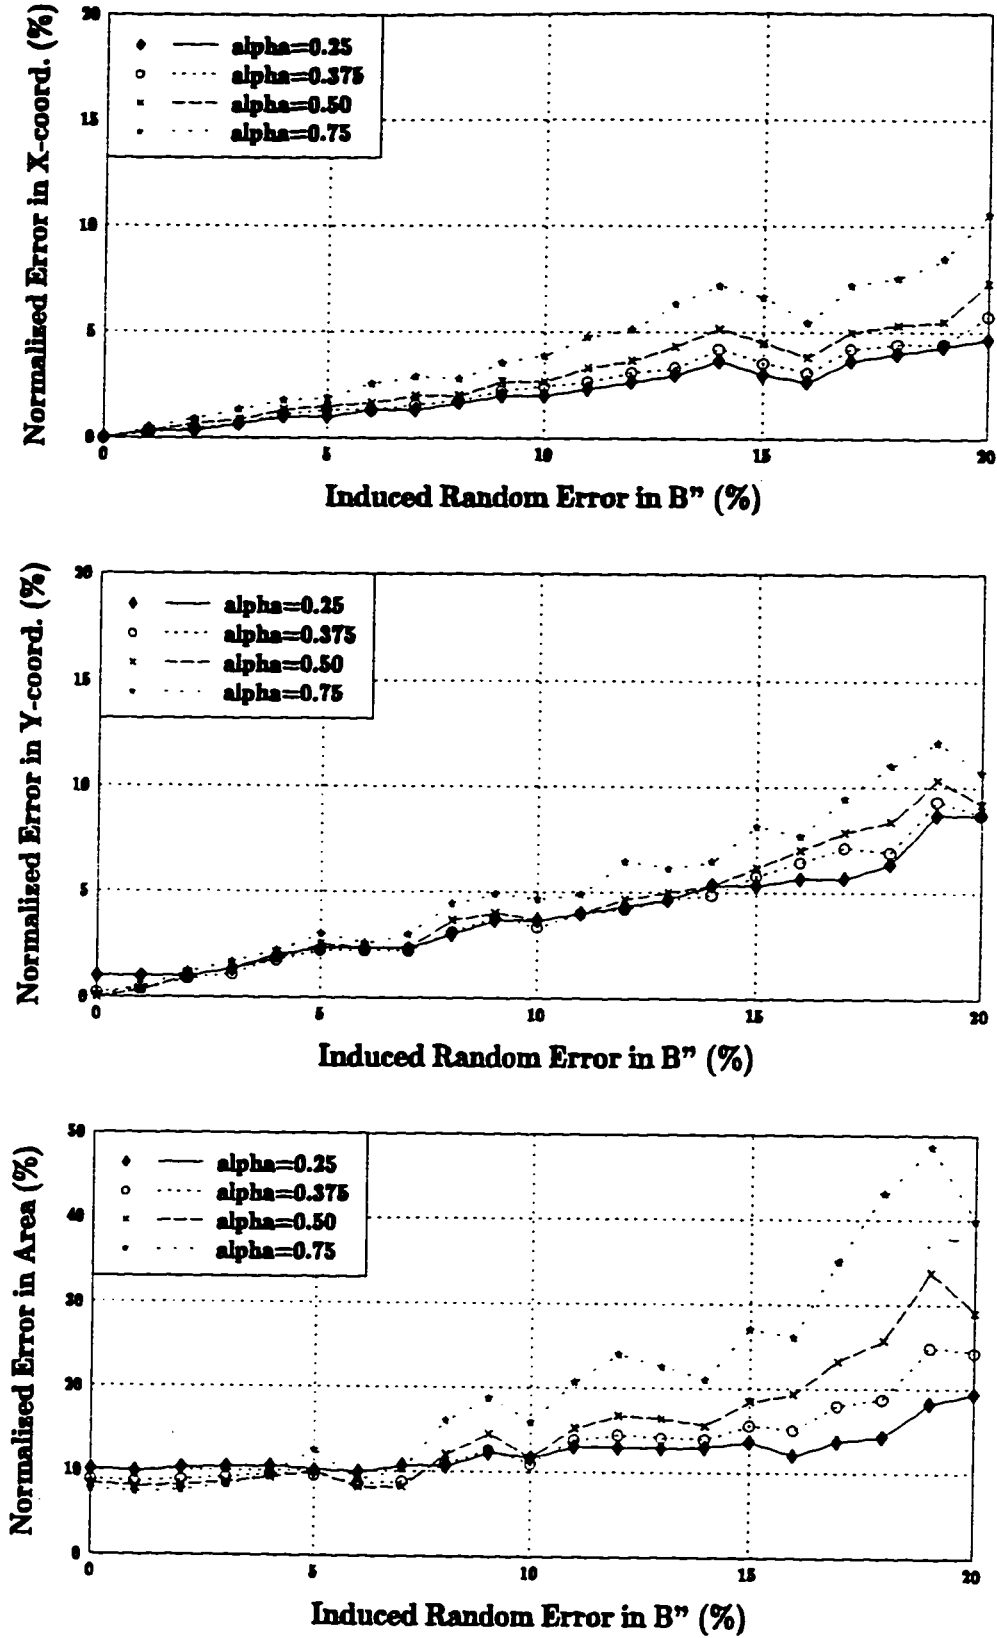 Normalized Error in X-coord. (%)
20
15
10
5
0
alpha=0.25
alpha=0.375
alpha=0.50
alpha=0.75
0 5 10 15 20
Induced Random Error in B” (%)
Normalized Error in Y-coord. (%)
20
15
10
5
0
alpha=0.25
alpha=0.375
alpha=0.50
alpha=0.75
0 5 10 15 20
Induced Random Error in B” (%)
Normalized Error in Area (%)
50
40
30
20
10
0
alpha=0.25
alpha=0.375
alpha=0.50
alpha=0.75
0 5 10 15 20
Induced Random Error in B” (%)